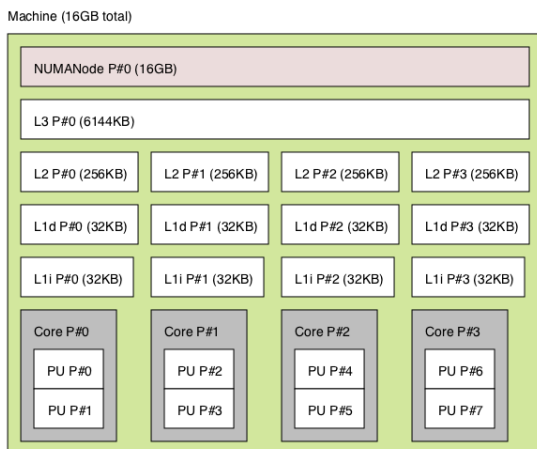 Machine (16GB total)
NUMANode P#0 (16GB)
L3 P#0 (6144KB)
L2 P#0 (256KB) L2 P#1 (256KB) L2 P#2 (256KB) L2 P#3 (256KB)
L1d P#0 (32KB) L1d P#1 (32KB) L1d P#2 (32KB) L1d P#3 (32KB)
L1i P#0 (32KB) L1i P#1 (32KB) L1i P#2 (32KB) L1i P#3 (32KB)
Core P#0 Core P#1 Core P#2 Core P#3
PU P#0 PU P#2 PU P#4 PU P#6
PU P#1 PU P#3 PU P#5 PU P#7